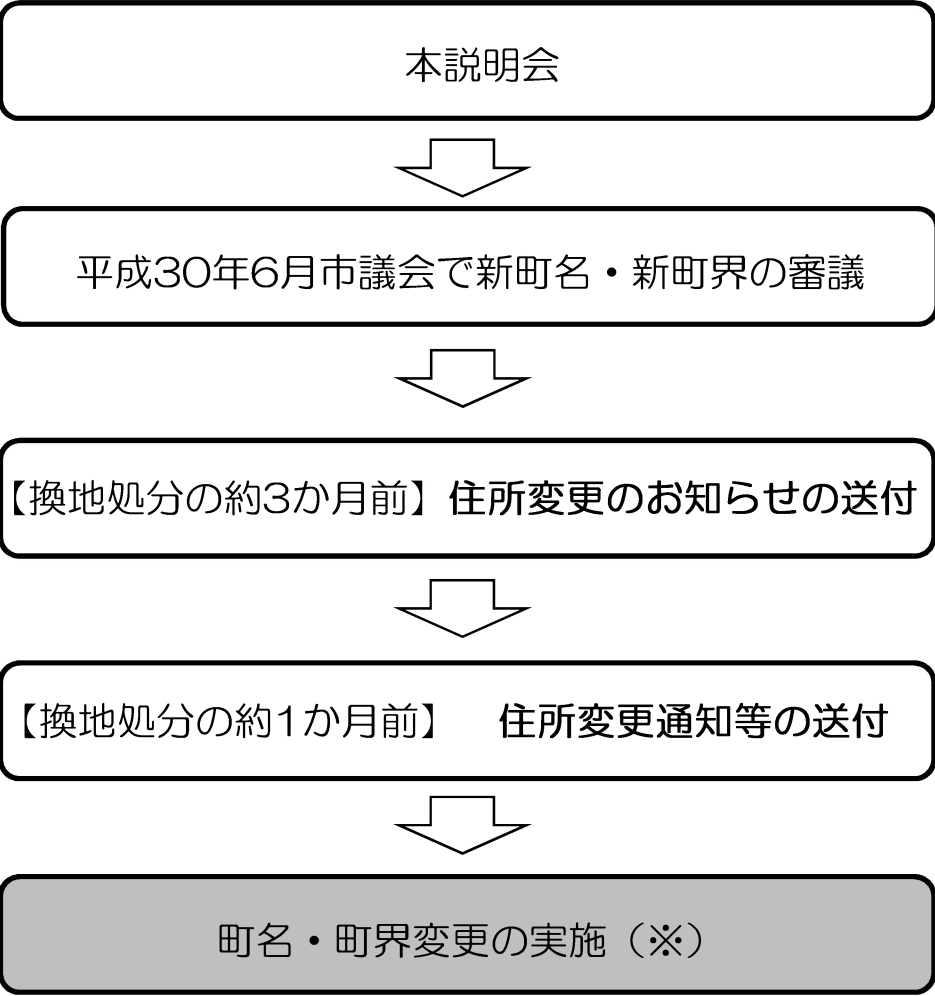 本説明会
平成30年6月市議会で新町名・新町界の審議
【換地処分の約3か月前】住所変更のお知らせの送付
【換地処分の約1か月前】　住所変更通知等の送付
町名・町界変更の実施（※）